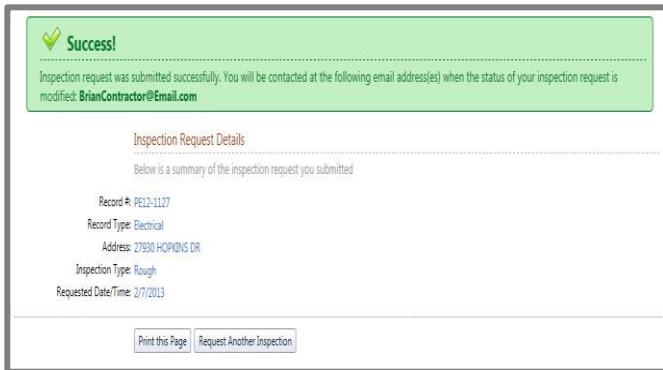 Success!
Inspection request was submitted successfully. You will be contacted at the following email address(es) when the status of your inspection request is
modified: BrianContractor@Email.com
Inspection Request Details
Below is a summary of the inspection request you submitted
Record #: PE12-1127
Record Type: Electrical
Address: 27930 HOPKINS DR
Inspection Type: Rough
Requested Date/Time: 2/7/2013
Print this Page Request Another Inspection